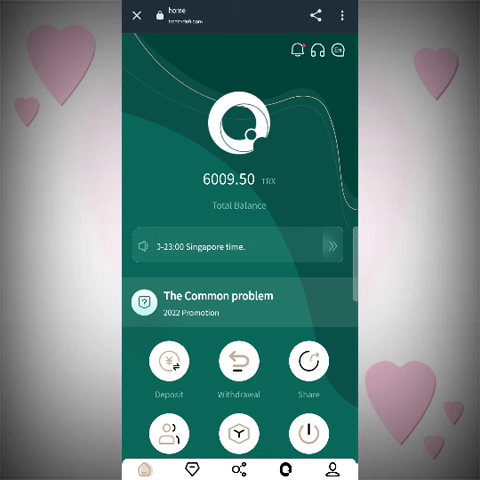 home
6009.50 TRX
Total Balance
0-23:00 Singapore time.
The Common problem
2022 Promotion
Deposit
Withdrawal
Share